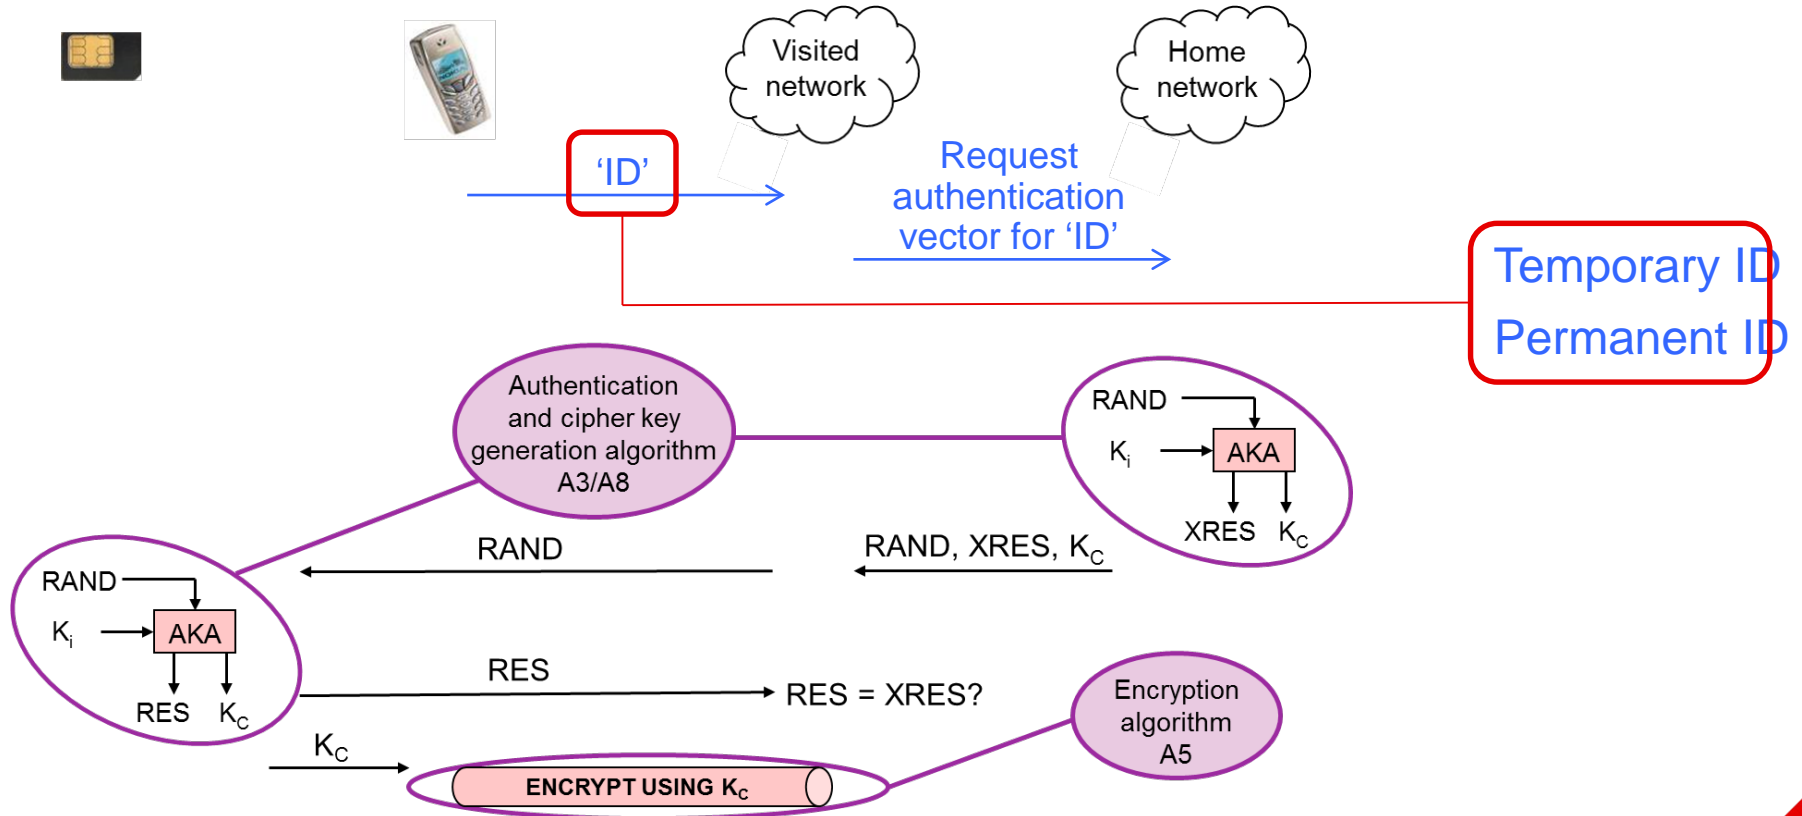 Visited
network
Home
network
‘ID’
Request
authentication
vector for ‘ID’
Temporary ID
Permanent ID
Authentication
and cipher key
generation algorithm
A3/A8
RAND
Ki
AKA
XRES KC
RAND
RAND, XRES, KC
RAND
Ki
AKA
RES KC
RES
RES = XRES?
Encryption
algorithm
A5
KC
ENCRYPT USING KC